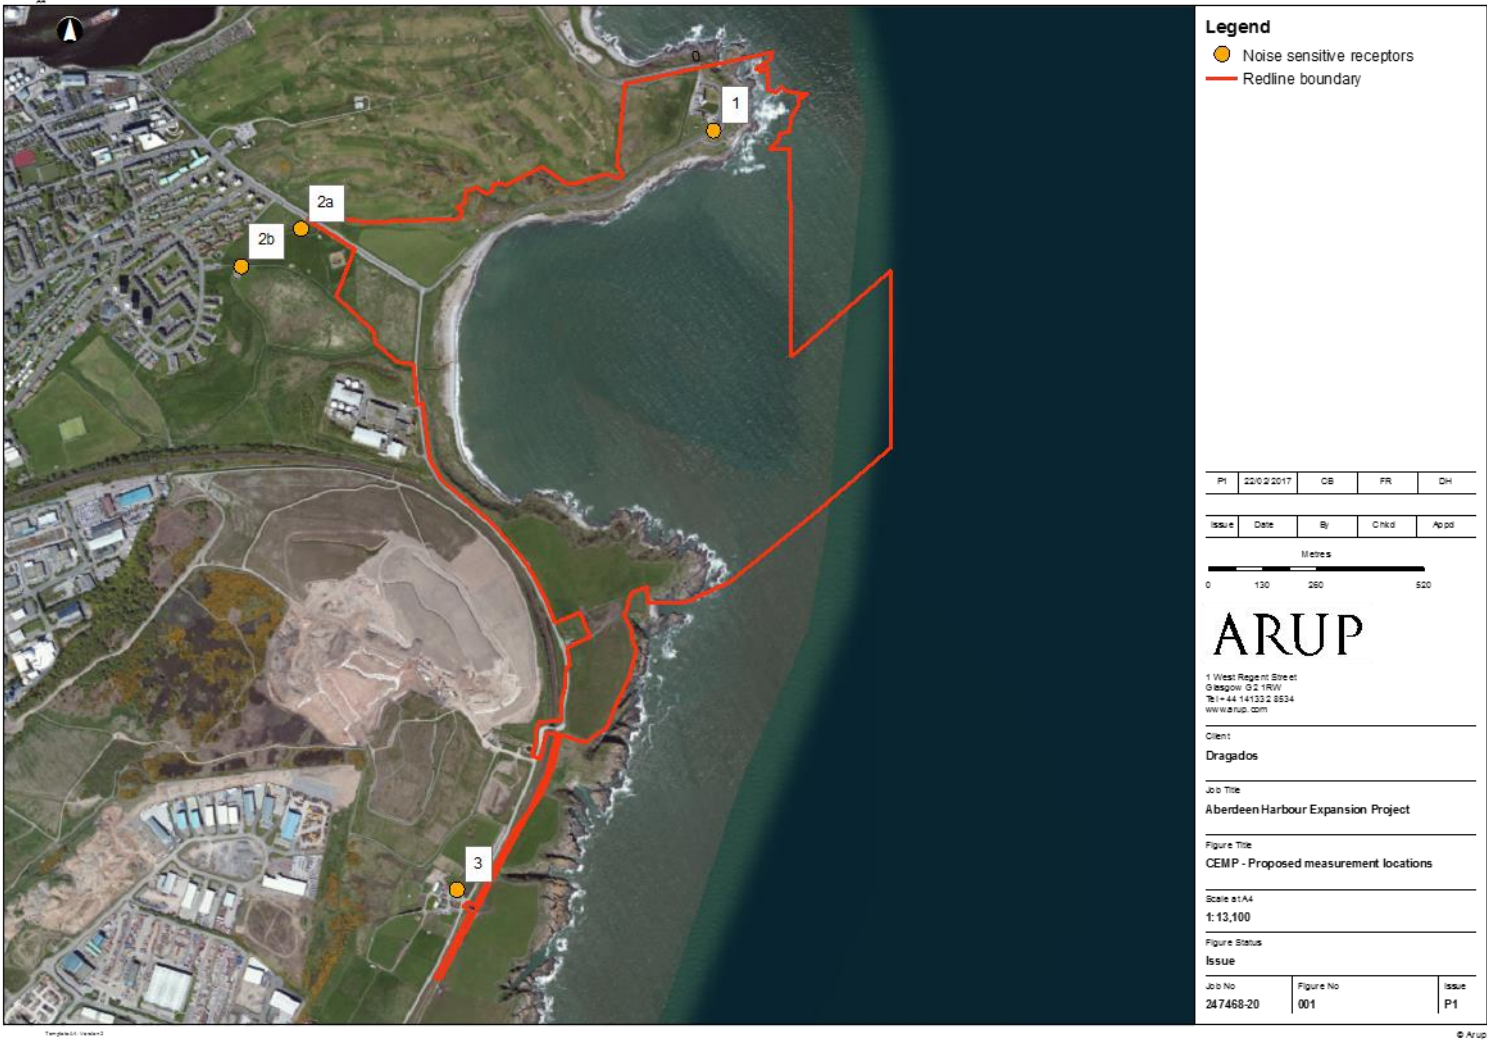 0
1
2a
2b
3
Legend
Noise sensitive receptors
Redline boundary
P1 22/02/2017 CB FR DH
Issue Date By Chkd Appd
Metres
0 130 260 520
ARUP
1 West Regent Street
Glasgow G2 1RW
Tel +44 141 332 8534
www.arup.com
Client
Dragados
Job Title
Aberdeen Harbour Expansion Project
Figure Title
CEMP - Proposed measurement locations
Scale at A4
1:13,100
Figure Status
Issue
Job No Figure No Issue
247468-20 001 P1
© Arup